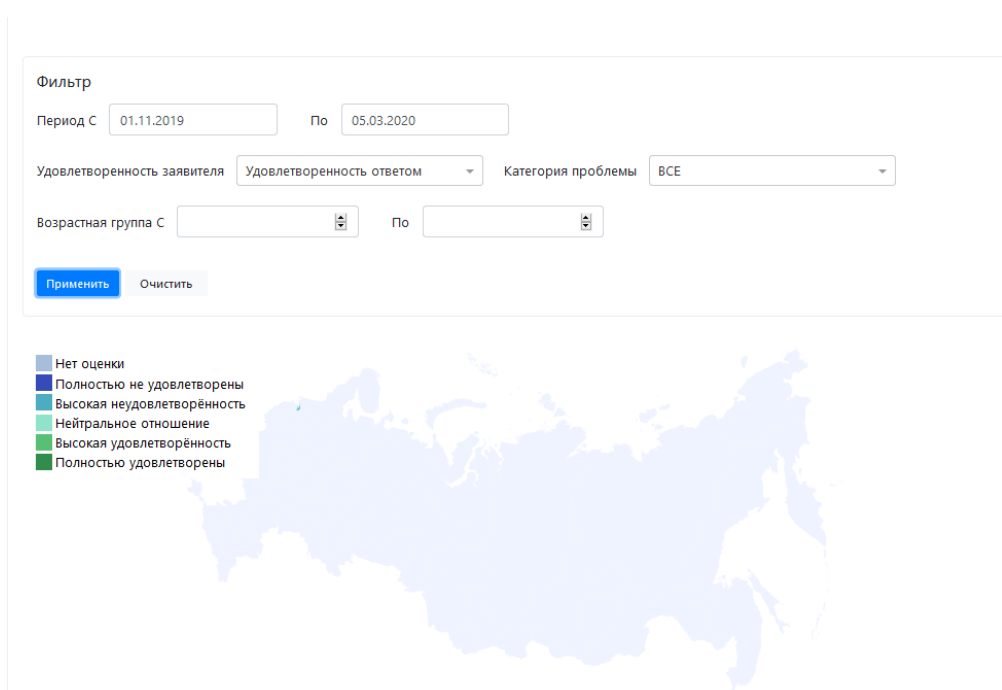 Фильтр
Период С 01.11.2019 По 05.03.2020
Удовлетворенность заявителя Удовлетворенность ответом Категория проблемы ВСЕ
Возрастная группа С По
Применить Очистить
Нет оценки
Полностью не удовлетворены
Высокая неудовлетворённость
Нейтральное отношение
Высокая удовлетворённость
Полностью удовлетворены